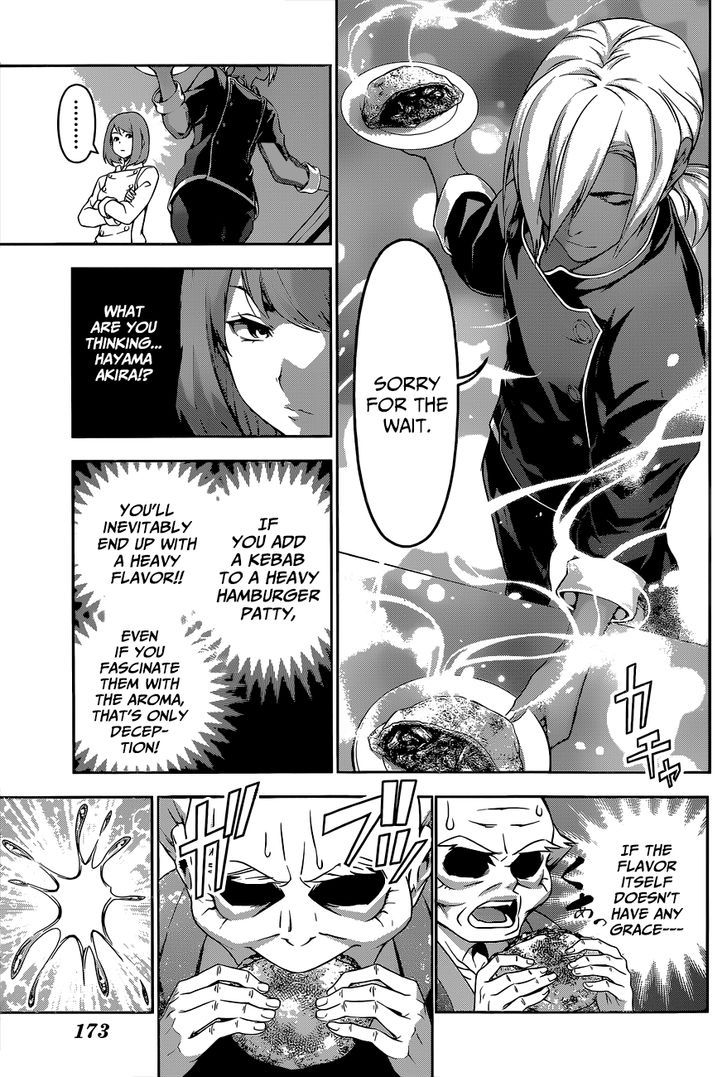 SORRY
FOR THE
WAIT.
ガチャ
………
WHAT
ARE YOU
THINKING...
HAYAMA
AKIRA!?
IF
YOU ADD
A KEBAB
TO A HEAVY
HAMBURGER
PATTY,
YOU'LL
INEVITABLY
END UP WITH
A HEAVY
FLAVOR!!
EVEN
IF YOU
FASCINATE
THEM WITH
THE AROMA,
THAT'S ONLY
DECEP-
TION!
IF THE
FLAVOR
ITSELF
DOESN'T
HAVE ANY
GRACE---
ガブッ
173